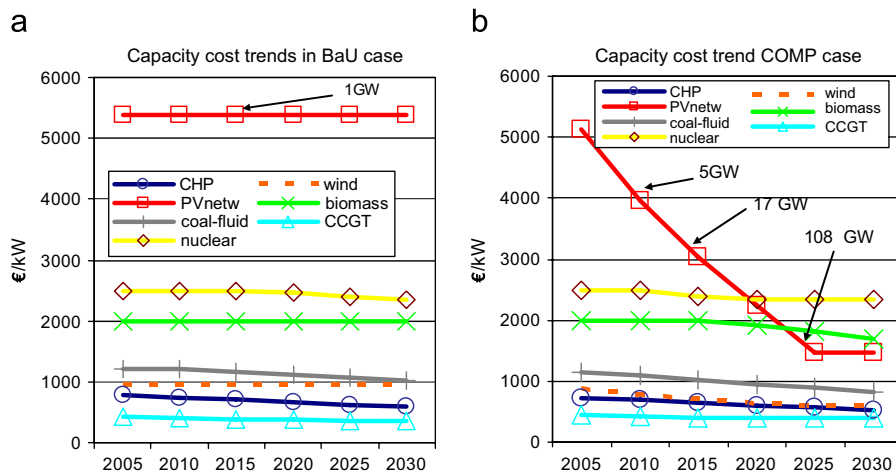 a
Capacity cost trends in BaU case
6000
5000
4000
3000
2000
1000
0
€/kW
1GW
CHP
wind
PVnetw
biomass
coal-fluid
CCGT
nuclear
2005 2010 2015 2020 2025 2030
b
Capacity cost trend COMP case
6000
5000
4000
3000
2000
1000
0
€/kW
CHP
wind
PVnetw
biomass
coal-fluid
CCGT
nuclear
5GW
17 GW
108 GW
2005 2010 2015 2020 2025 2030